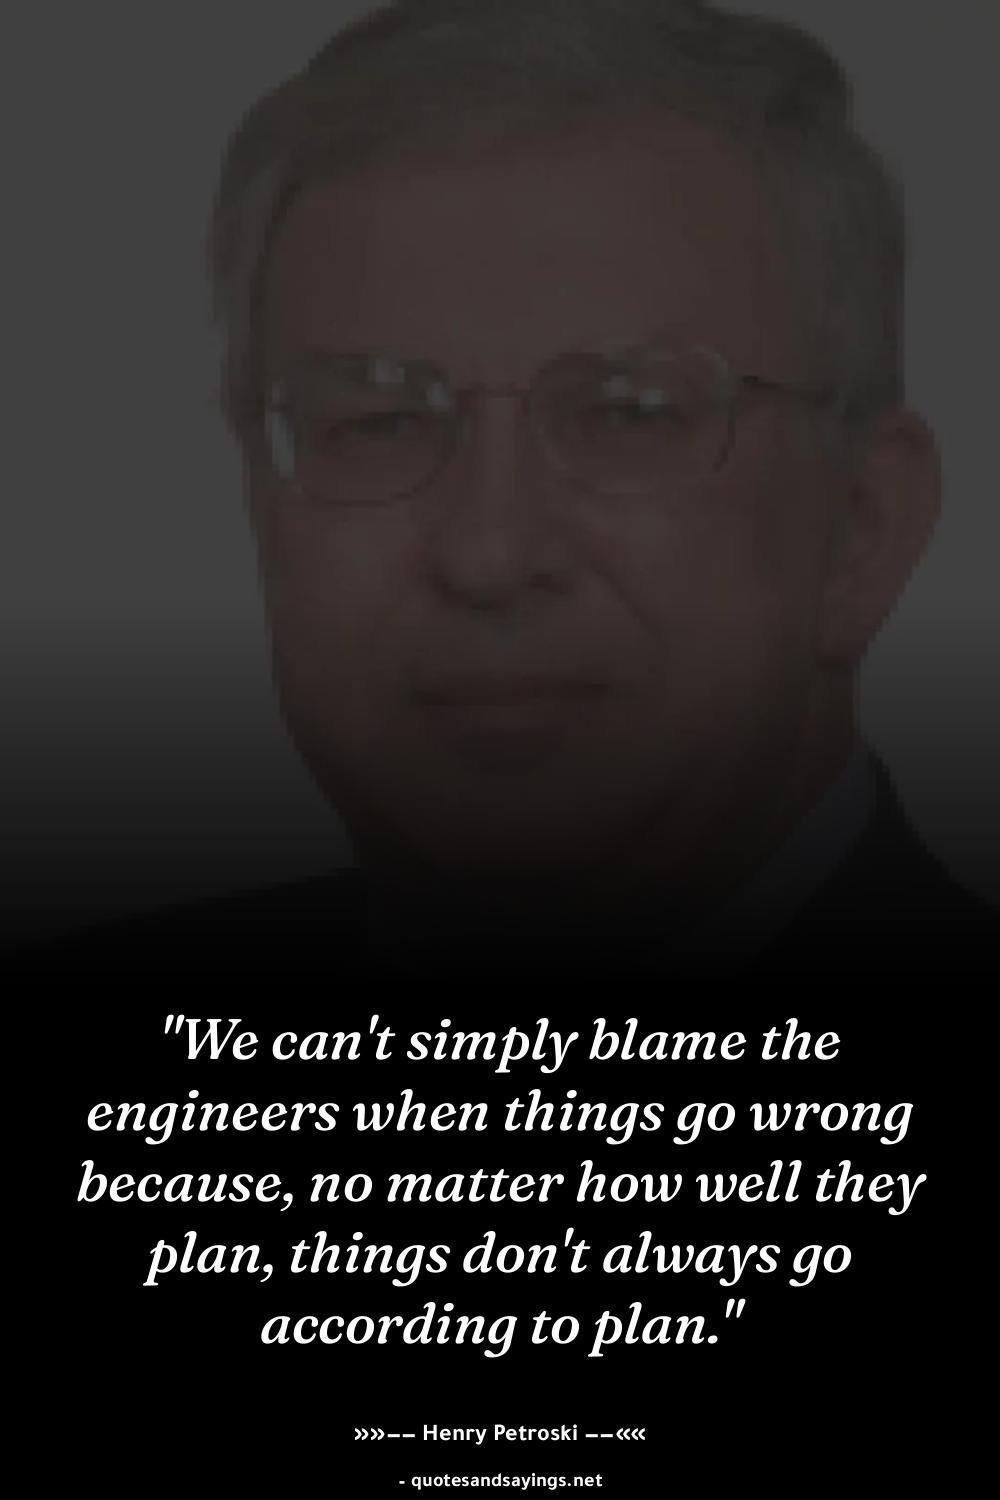 "We can't simply blame the
engineers when things go wrong
because, no matter how well they
plan, things don't always go
according to plan."
»»–– Henry Petroski ––««
- quotesandsayings.net